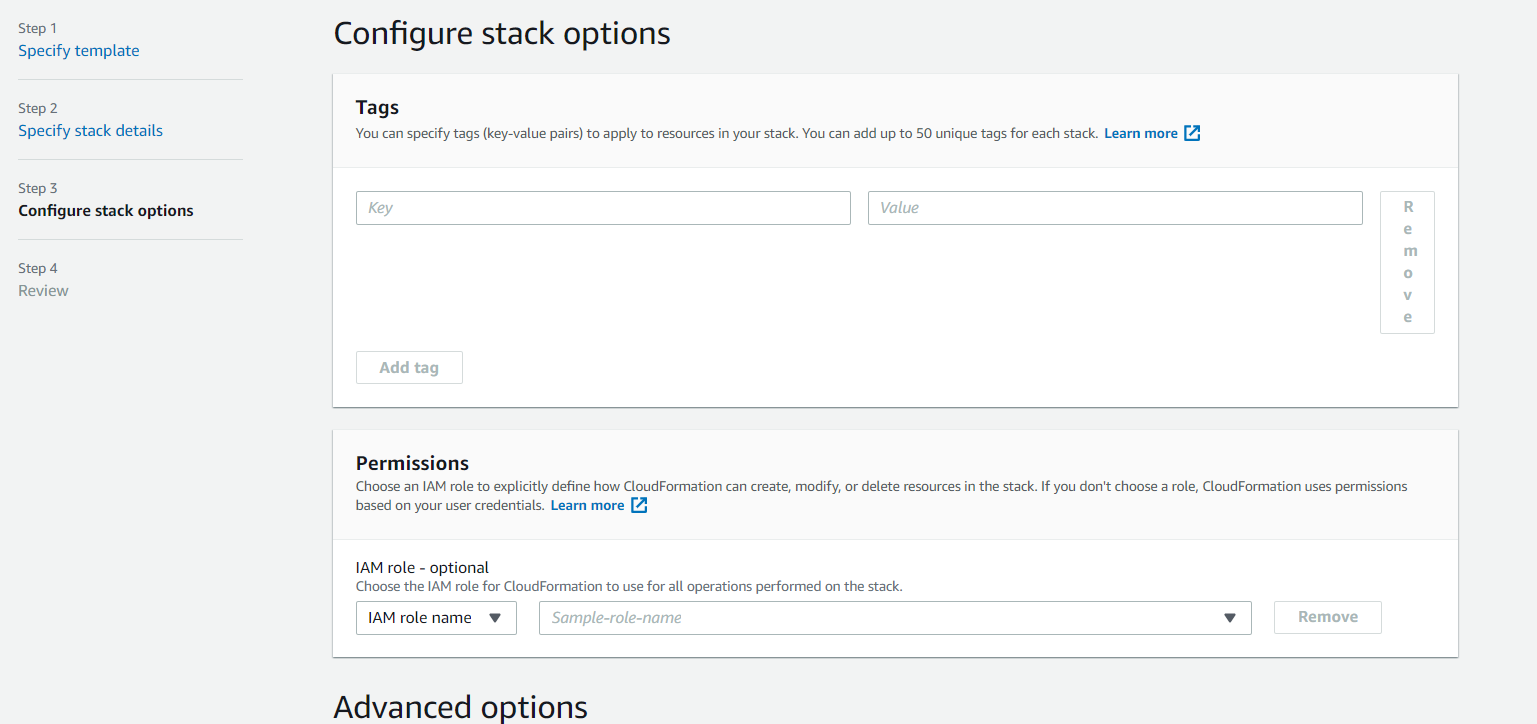 Step 1
Specify template
Step 2
Specify stack details
Step 3
Configure stack options
Step 4
Review
Configure stack options
Tags
You can specify tags (key-value pairs) to apply to resources in your stack. You can add up to 50 unique tags for each stack. Learn more
Key
Value
Remove
Add tag
Permissions
Choose an IAM role to explicitly define how CloudFormation can create, modify, or delete resources in the stack. If you don't choose a role, CloudFormation uses permissions
based on your user credentials. Learn more
IAM role - optional
Choose the IAM role for CloudFormation to use for all operations performed on the stack.
IAM role name
Sample-role-name
Remove
Advanced options